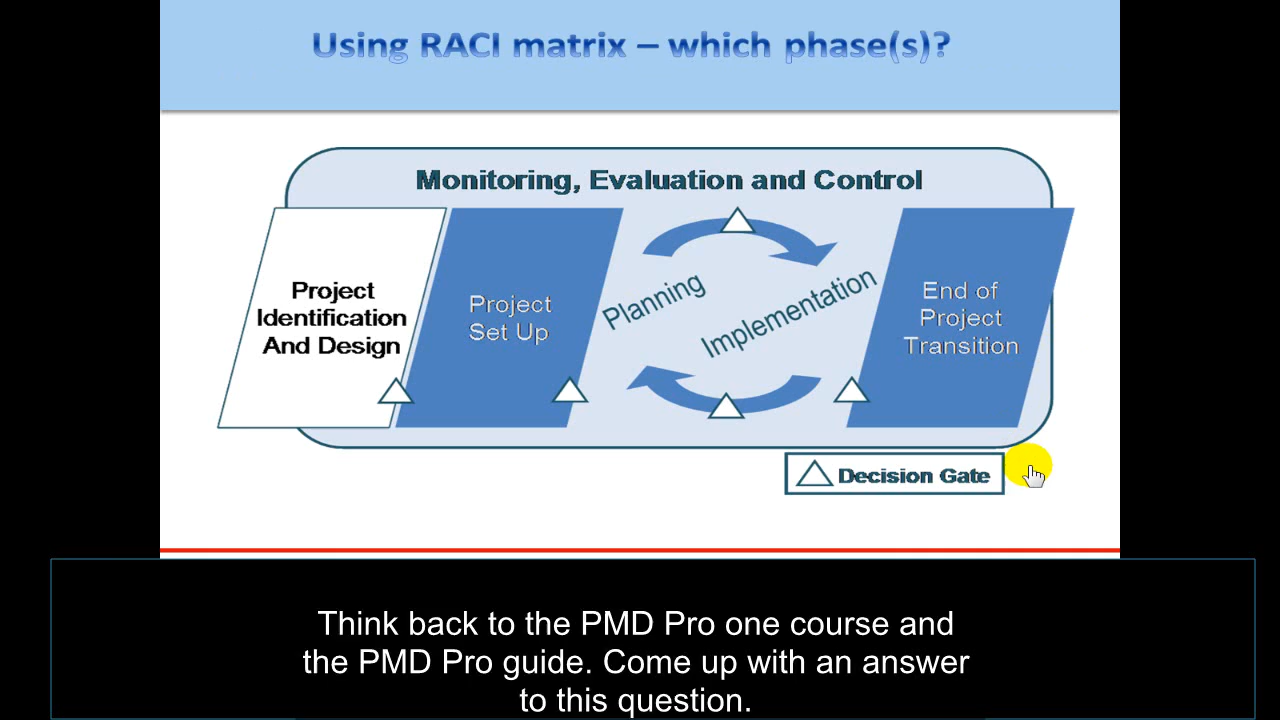 Using RACI matrix – which phase(s)?
Monitoring, Evaluation and Control
Project
Identification
And Design
Project
Set Up
Planning
Implementation
End of
Project
Transition
Decision Gate
Think back to the PMD Pro one course and
the PMD Pro guide. Come up with an answer
to this question.